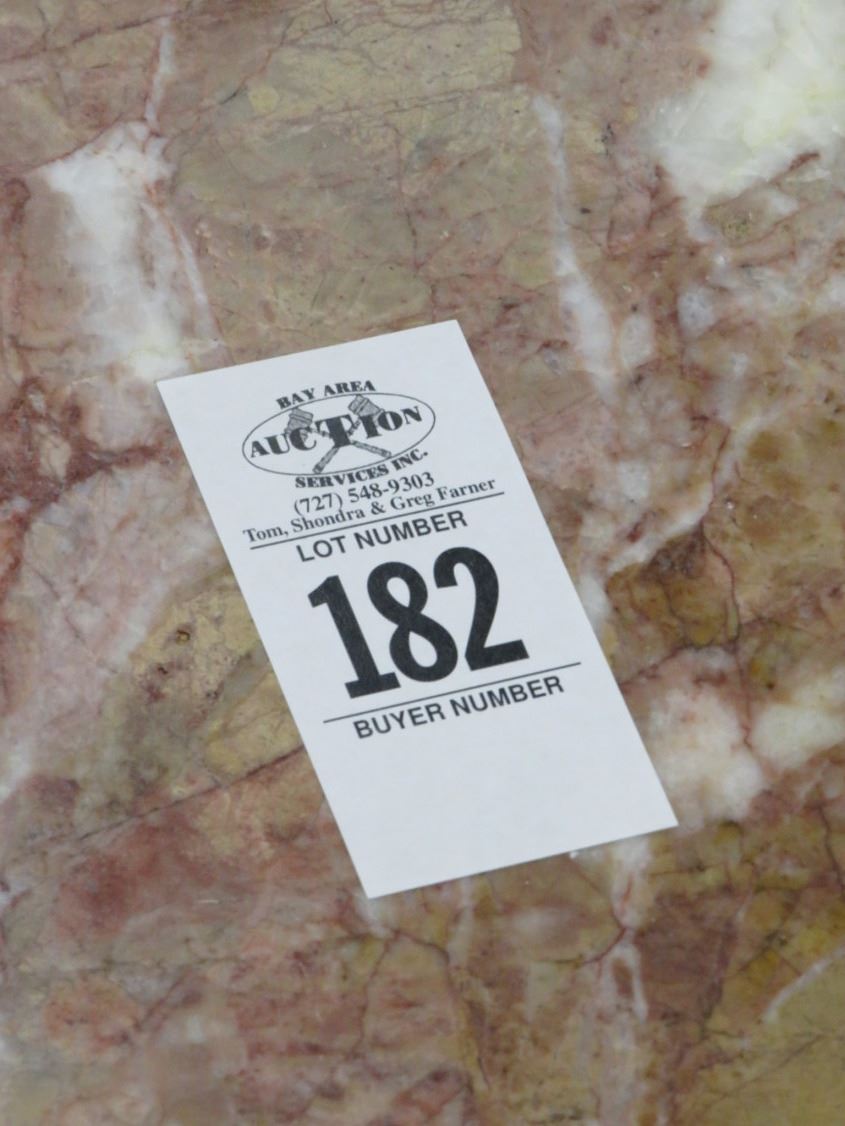 BAY AREA
AUCTION
SERVICES INC.
(727) 548-9303
Tom, Shondra & Greg Farner
LOT NUMBER
182
BUYER NUMBER